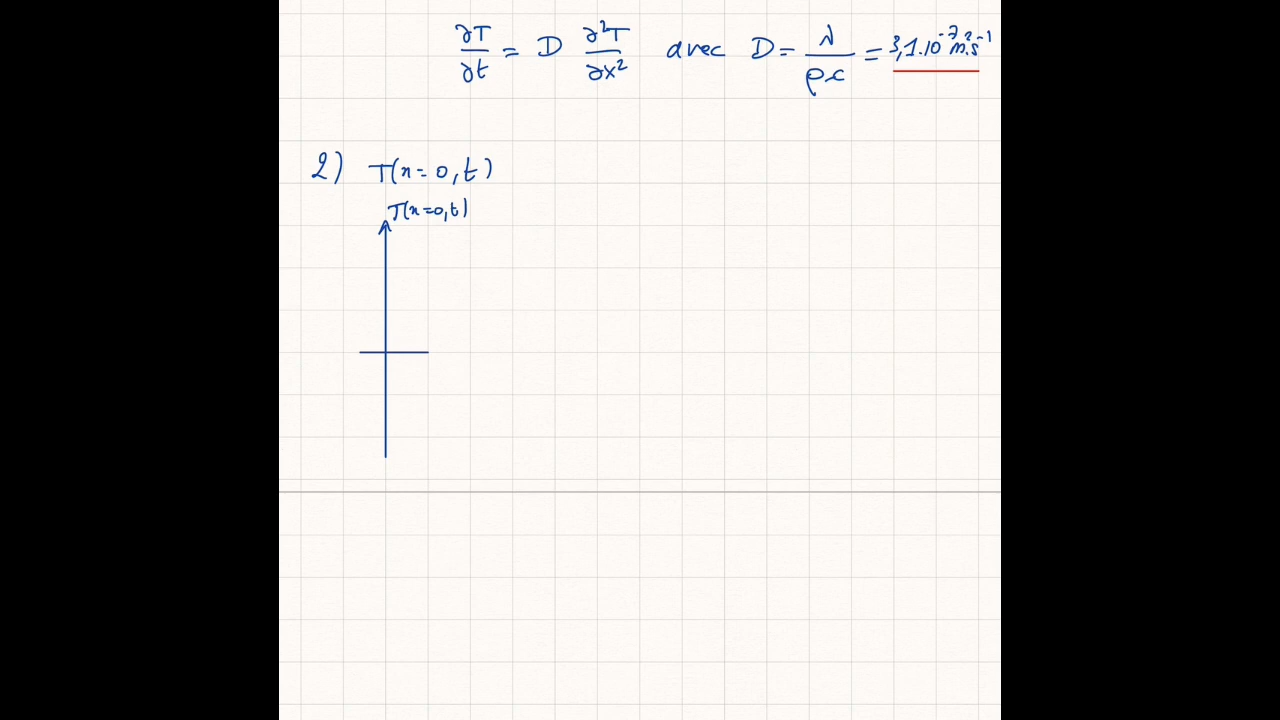 ∂T/∂t = D ∂²T/∂x² avec D = λ/ρc = 3,1.10⁻⁷ m².s⁻¹
2) T(x=0,t)
T(x=0,t)